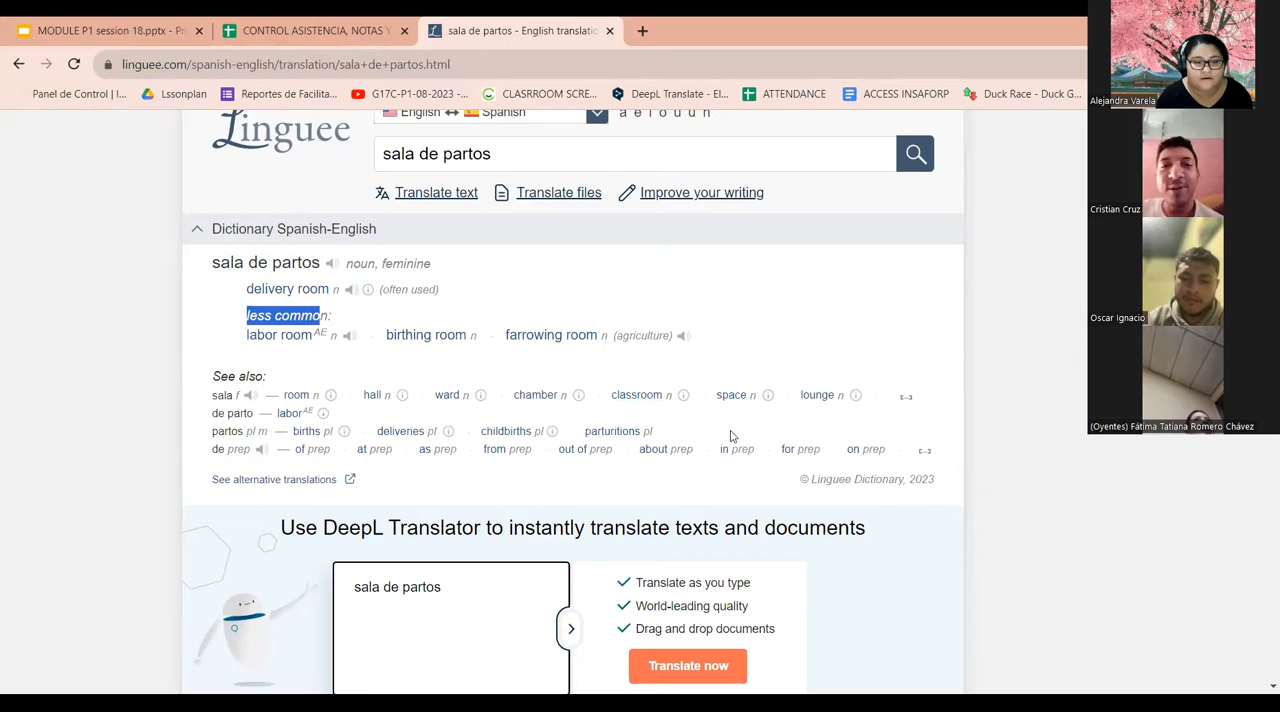 MODULE P1 session 18.pptx - Pr
CONTROL ASISTENCIA, NOTAS Y
sala de partos - English translatic
linguee.com/spanish-english/translation/sala+de+partos.html
Panel de Control | I...
Lssonplan
Reportes de Facilita...
G17C-P1-08-2023 -...
CLASSROOM SCRE...
DeepL Translate - El...
ATTENDANCE
ACCESS INSAFORP
Duck Race - Duck G...
Linguee
English ↔ Spanish
sala de partos
Translate text
Translate files
Improve your writing
Dictionary Spanish-English
sala de partos noun, feminine
delivery room n (often used)
less common:
labor room AE n · birthing room n · farrowing room n (agriculture)
See also:
sala f — room n · hall n · ward n · chamber n · classroom n · space n · lounge n
de parto — labor AE
partos pl m — births pl · deliveries pl · childbirths pl · parturitions pl
de prep — of prep · at prep · as prep · from prep · out of prep · about prep · in prep · for prep · on prep
See alternative translations
© Linguee Dictionary, 2023
Use DeepL Translator to instantly translate texts and documents
sala de partos
Translate as you type
World-leading quality
Drag and drop documents
Translate now
Alejandra Varela
Cristian Cruz
Oscar Ignacio
(Oyentes) Fátima Tatiana Romero Chávez